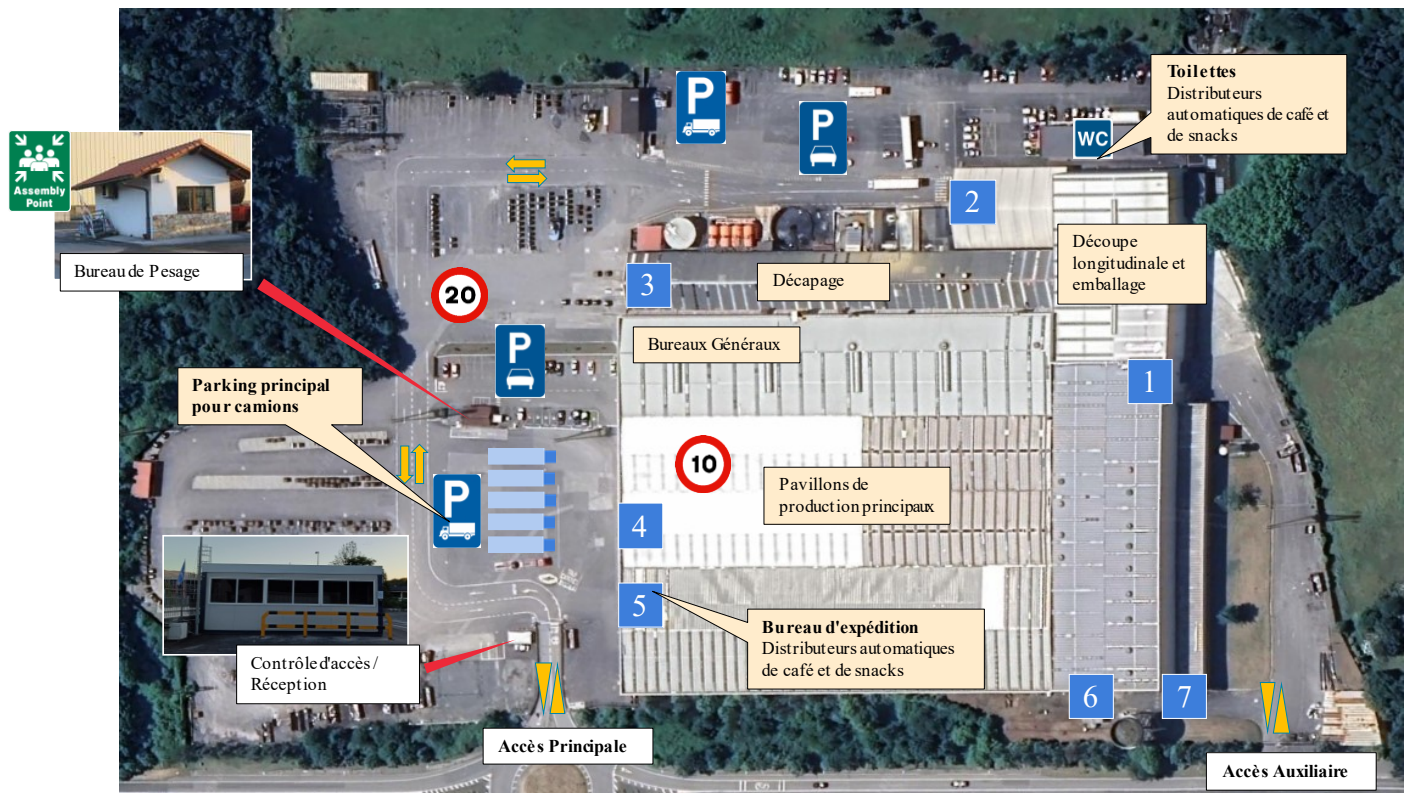 P
P
WC
Toilettes
Distributeurs
automatiques de café et
de snacks
Assembly
Point
Bureau de Pesage
2
Découpe
longitudinale et
emballage
3
Décapage
20
Bureaux Généraux
P
1
Parking principal
pour camions
10
Pavillons de
production principaux
P
4
5
Bureau d'expédition
Distributeurs automatiques
de café et de snacks
Contrôle d'accès /
Réception
6
7
Accès Principale
Accès Auxiliaire